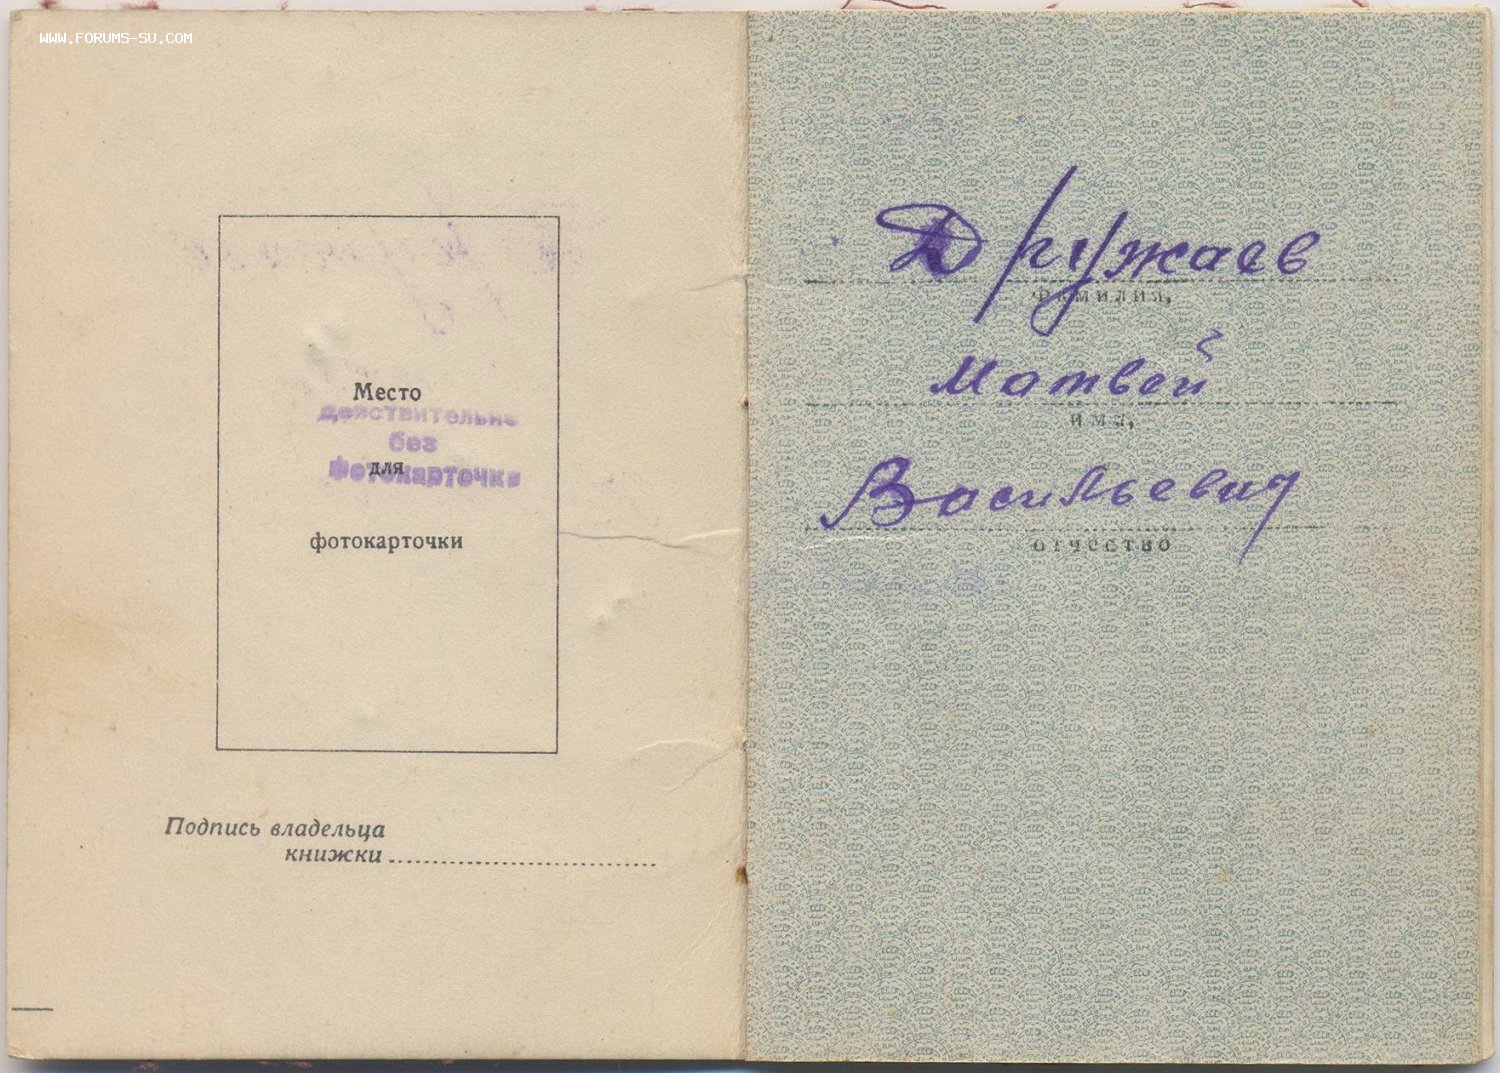 WWW.FORUMS-SU.COM
Место
Действительно
без
фотокарточки
для
фотокарточки
Подпись владельца
книжки
Дружаев
фамилия,
Матвей
имя,
Васильевич
отчество